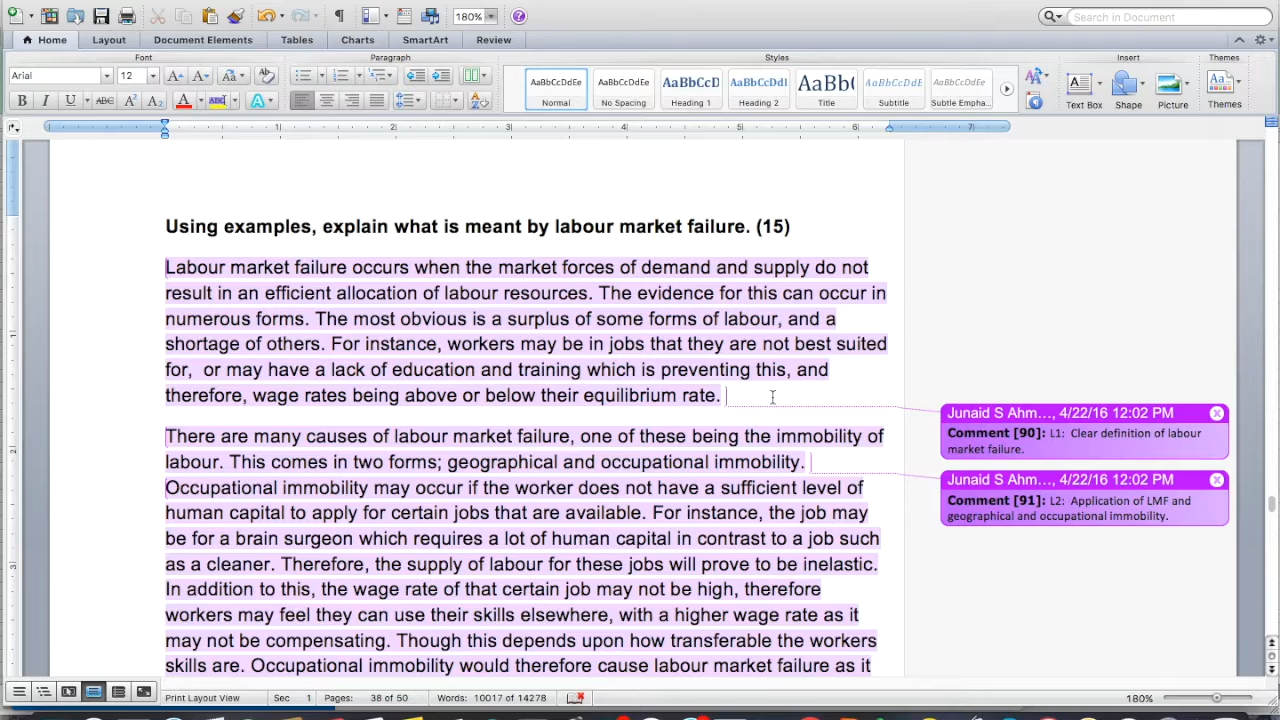 180%
Search in Document
Home Layout Document Elements Tables Charts SmartArt Review
Font Paragraph Styles Insert Themes
Arial 12
AaBbCcDdEe AaBbCcDdEe AaBbCcD AaBbCcDdI AaBb( AaBbCcDdE AaBbCcDdEe
Normal No Spacing Heading 1 Heading 2 Title Subtitle Subtle Empha...
Text Box Shape Picture Themes
1 2 3 4 5 6 7
Using examples, explain what is meant by labour market failure. (15)
Labour market failure occurs when the market forces of demand and supply do not
result in an efficient allocation of labour resources. The evidence for this can occur in
numerous forms. The most obvious is a surplus of some forms of labour, and a
shortage of others. For instance, workers may be in jobs that they are not best suited
for,  or may have a lack of education and training which is preventing this, and
therefore, wage rates being above or below their equilibrium rate.
There are many causes of labour market failure, one of these being the immobility of
labour. This comes in two forms; geographical and occupational immobility.
Occupational immobility may occur if the worker does not have a sufficient level of
human capital to apply for certain jobs that are available. For instance, the job may
be for a brain surgeon which requires a lot of human capital in contrast to a job such
as a cleaner. Therefore, the supply of labour for these jobs will prove to be inelastic.
In addition to this, the wage rate of that certain job may not be high, therefore
workers may feel they can use their skills elsewhere, with a higher wage rate as it
may not be compensating. Though this depends upon how transferable the workers
skills are. Occupational immobility would therefore cause labour market failure as it
Junaid S Ahm..., 4/22/16 12:02 PM
Comment [90]: L1: Clear definition of labour
market failure.
Junaid S Ahm..., 4/22/16 12:02 PM
Comment [91]: L2: Application of LMF and
geographical and occupational immobility.
Print Layout View Sec 1 Pages: 38 of 50 Words: 10017 of 14278 180%